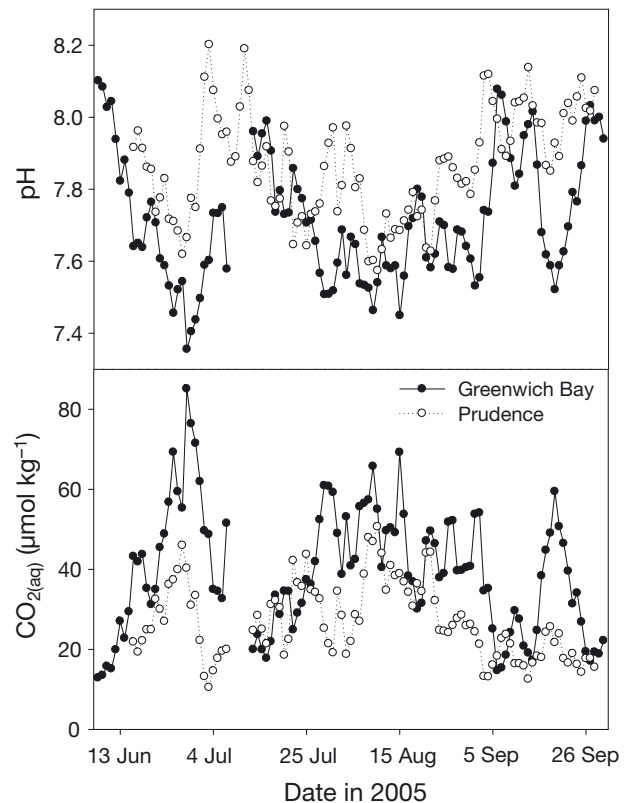 8.2
8.0
7.8
7.6
7.4
pH
Greenwich Bay
Prudence
80
60
40
20
0
CO2(aq) (µmol kg–1)
13 Jun 4 Jul 25 Jul 15 Aug 5 Sep 26 Sep
Date in 2005